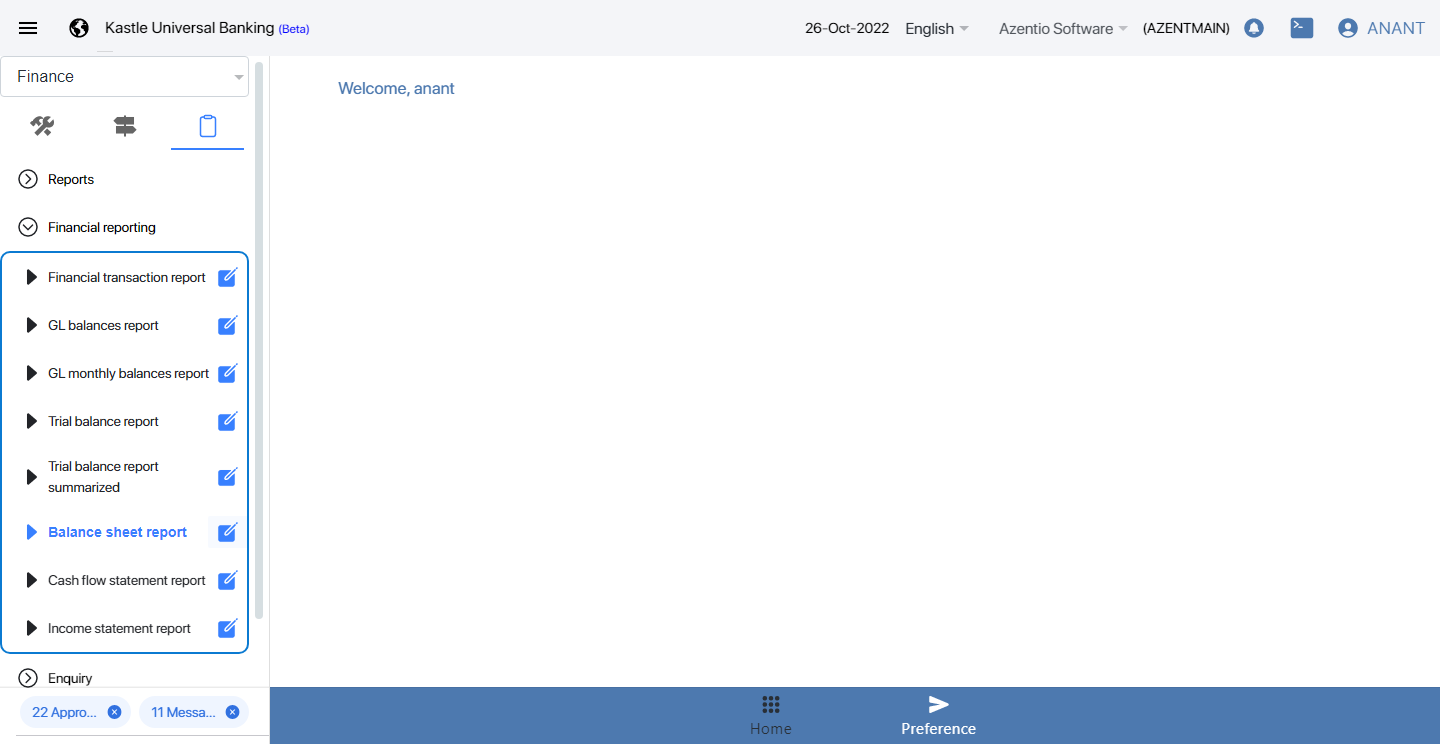 Kastle Universal Banking (Beta)
26-Oct-2022 English Azentio Software (AZENTMAIN) ANANT
Finance
Welcome, anant
Reports
Financial reporting
Financial transaction report
GL balances report
GL monthly balances report
Trial balance report
Trial balance report
summarized
Balance sheet report
Cash flow statement report
Income statement report
Enquiry
22 Appro... 11 Messa...
Home Preference